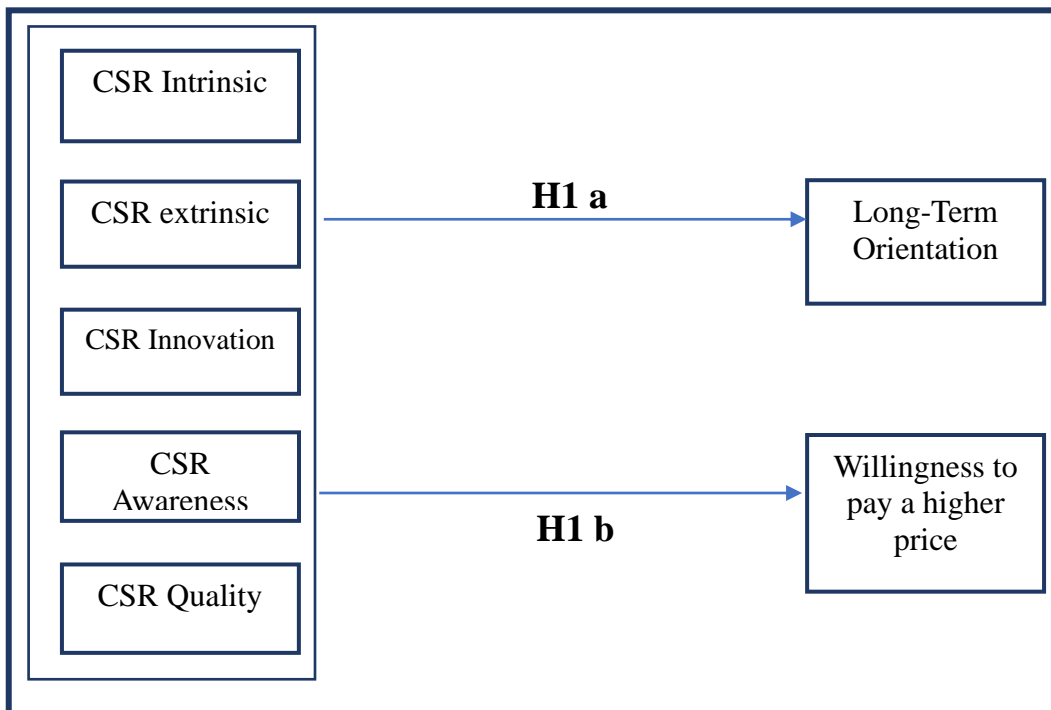 CSR Intrinsic
CSR extrinsic
CSR Innovation
CSR
Awareness
CSR Quality
H1 a
H1 b
Long-Term
Orientation
Willingness to
pay a higher
price